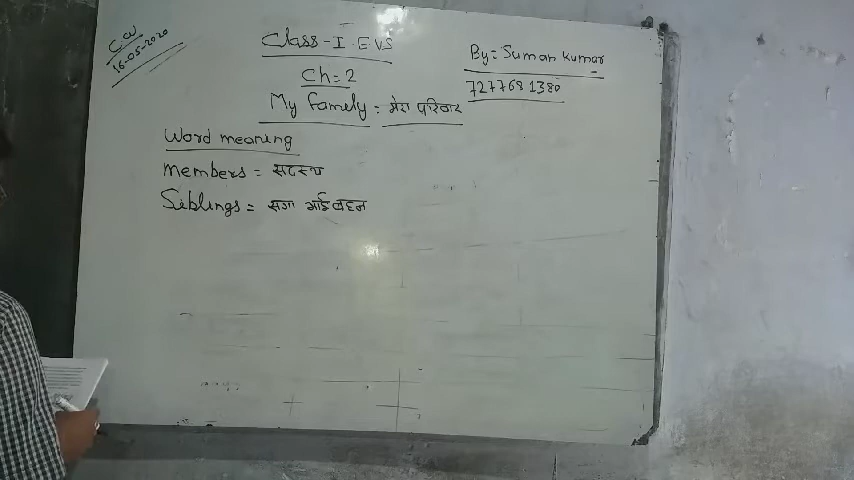 CW
16-05-2020
Class-I EVS
By: Suman Kumar
Ch: 2
7277681380
My family: मेरा परिवार
Word meaning
members = सदस्य
Siblings = सगा भाई बहन